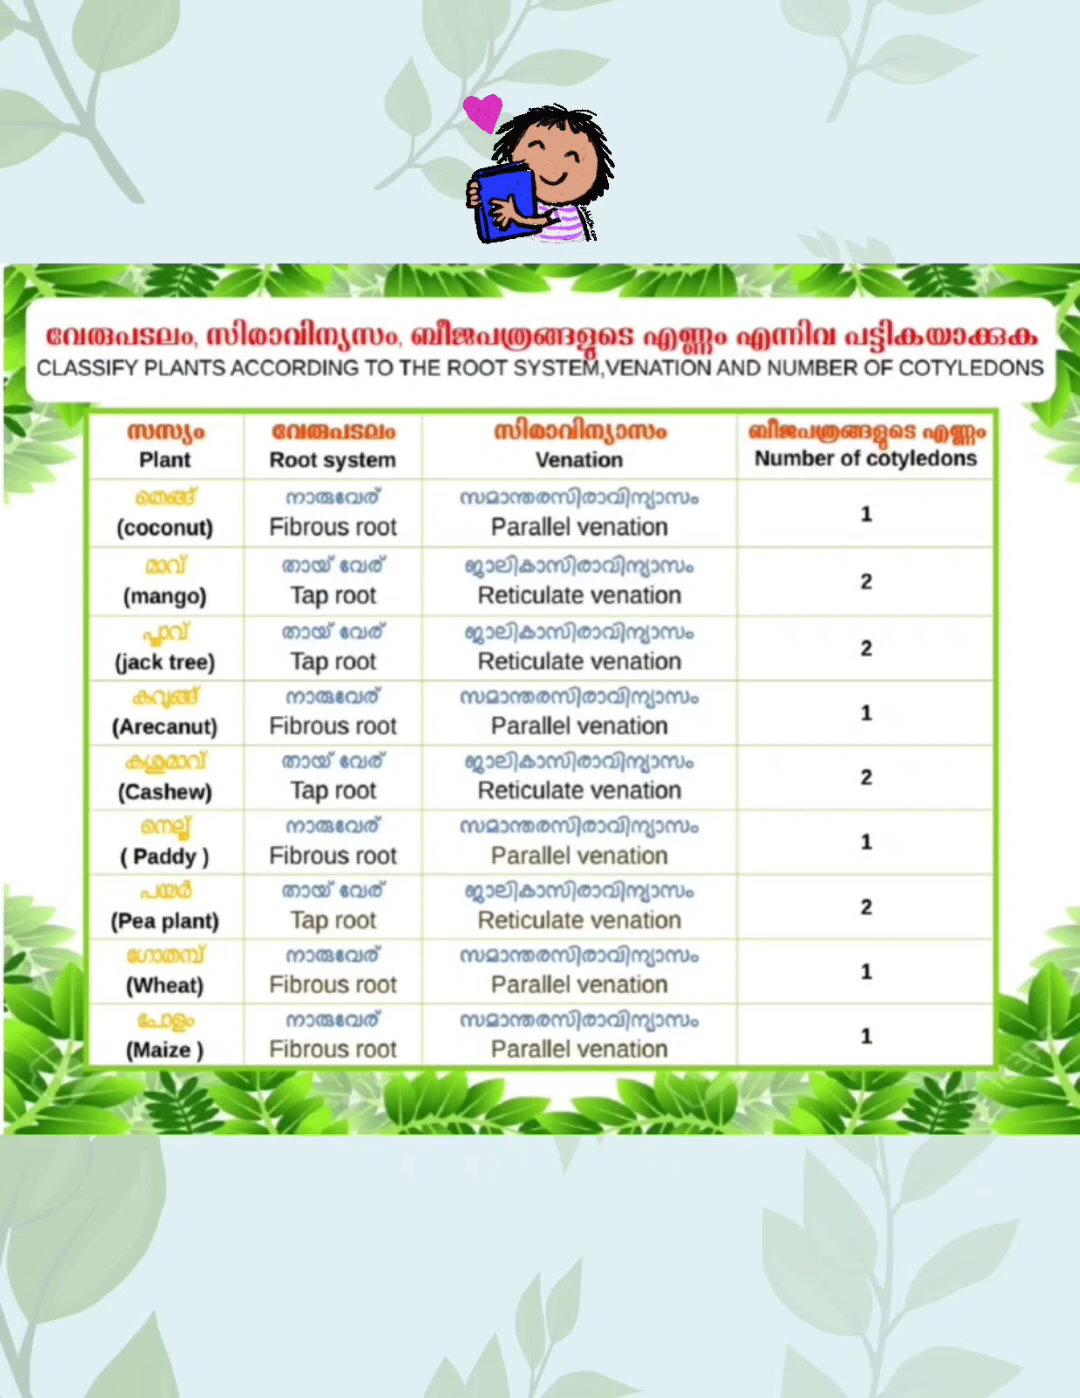 വേരുപടലം, സിരാവിന്യസം, ബീജപത്രങ്ങളുടെ എണ്ണം എന്നിവ പട്ടികയാക്കുക
CLASSIFY PLANTS ACCORDING TO THE ROOT SYSTEM,VENATION AND NUMBER OF COTYLEDONS
സസ്യം വേരുപടലം സിരാവിന്യാസം ബീജപത്രങ്ങളുടെ എണ്ണം
Plant Root system Venation Number of cotyledons
തെങ്ങ് നാരുവേര് സമാന്തരസിരാവിന്യാസം
(coconut) Fibrous root Parallel venation 1
മാവ് തായ് വേര് ജാലികാസിരാവിന്യാസം
(mango) Tap root Reticulate venation 2
പ്ലാവ് തായ് വേര് ജാലികാസിരാവിന്യാസം
(jack tree) Tap root Reticulate venation 2
കവുങ്ങ് നാരുവേര് സമാന്തരസിരാവിന്യാസം
(Arecanut) Fibrous root Parallel venation 1
കശുമാവ് തായ് വേര് ജാലികാസിരാവിന്യാസം
(Cashew) Tap root Reticulate venation 2
നെല്ല് നാരുവേര് സമാന്തരസിരാവിന്യാസം
( Paddy ) Fibrous root Parallel venation 1
പയർ തായ് വേര് ജാലികാസിരാവിന്യാസം
(Pea plant) Tap root Reticulate venation 2
ഗോതമ്പ് നാരുവേര് സമാന്തരസിരാവിന്യാസം
(Wheat) Fibrous root Parallel venation 1
ചോളം നാരുവേര് സമാന്തരസിരാവിന്യാസം
(Maize ) Fibrous root Parallel venation 1